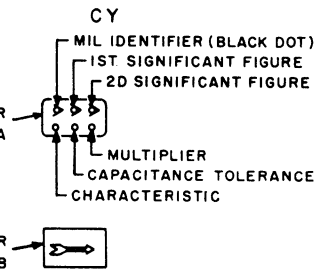 CY
MIL IDENTIFIER (BLACK DOT)
1ST. SIGNIFICANT FIGURE
2D SIGNIFICANT FIGURE
R
A
MULTIPLIER
CAPACITANCE TOLERANCE
CHARACTERISTIC
R
B